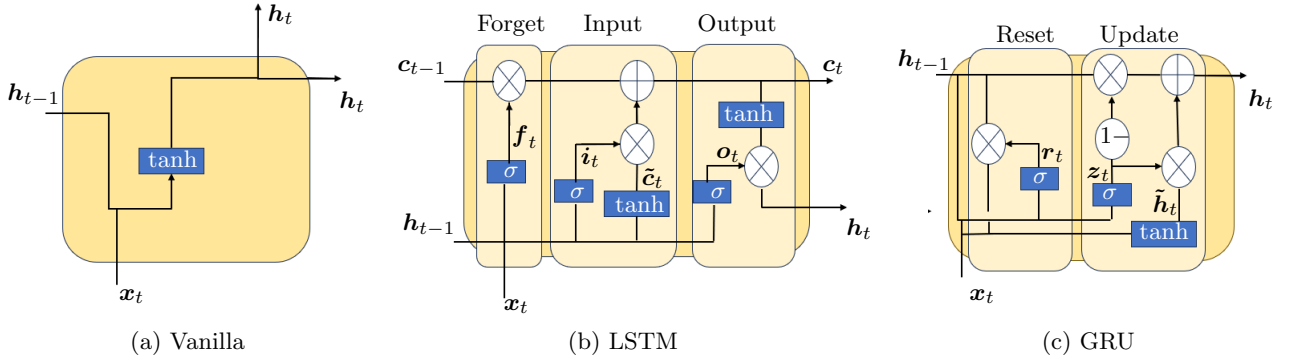 h_t
h_{t-1}
h_t
tanh
x_t
(a) Vanilla
Forget Input Output
c_{t-1}
c_t
f_t
i_t
o_t
c̃_t
tanh
σ
σ
σ
tanh
h_{t-1}
h_t
x_t
(b) LSTM
Reset Update
h_{t-1}
h_t
1−
r_t
z_t
σ
σ
h̃_t
tanh
x_t
(c) GRU